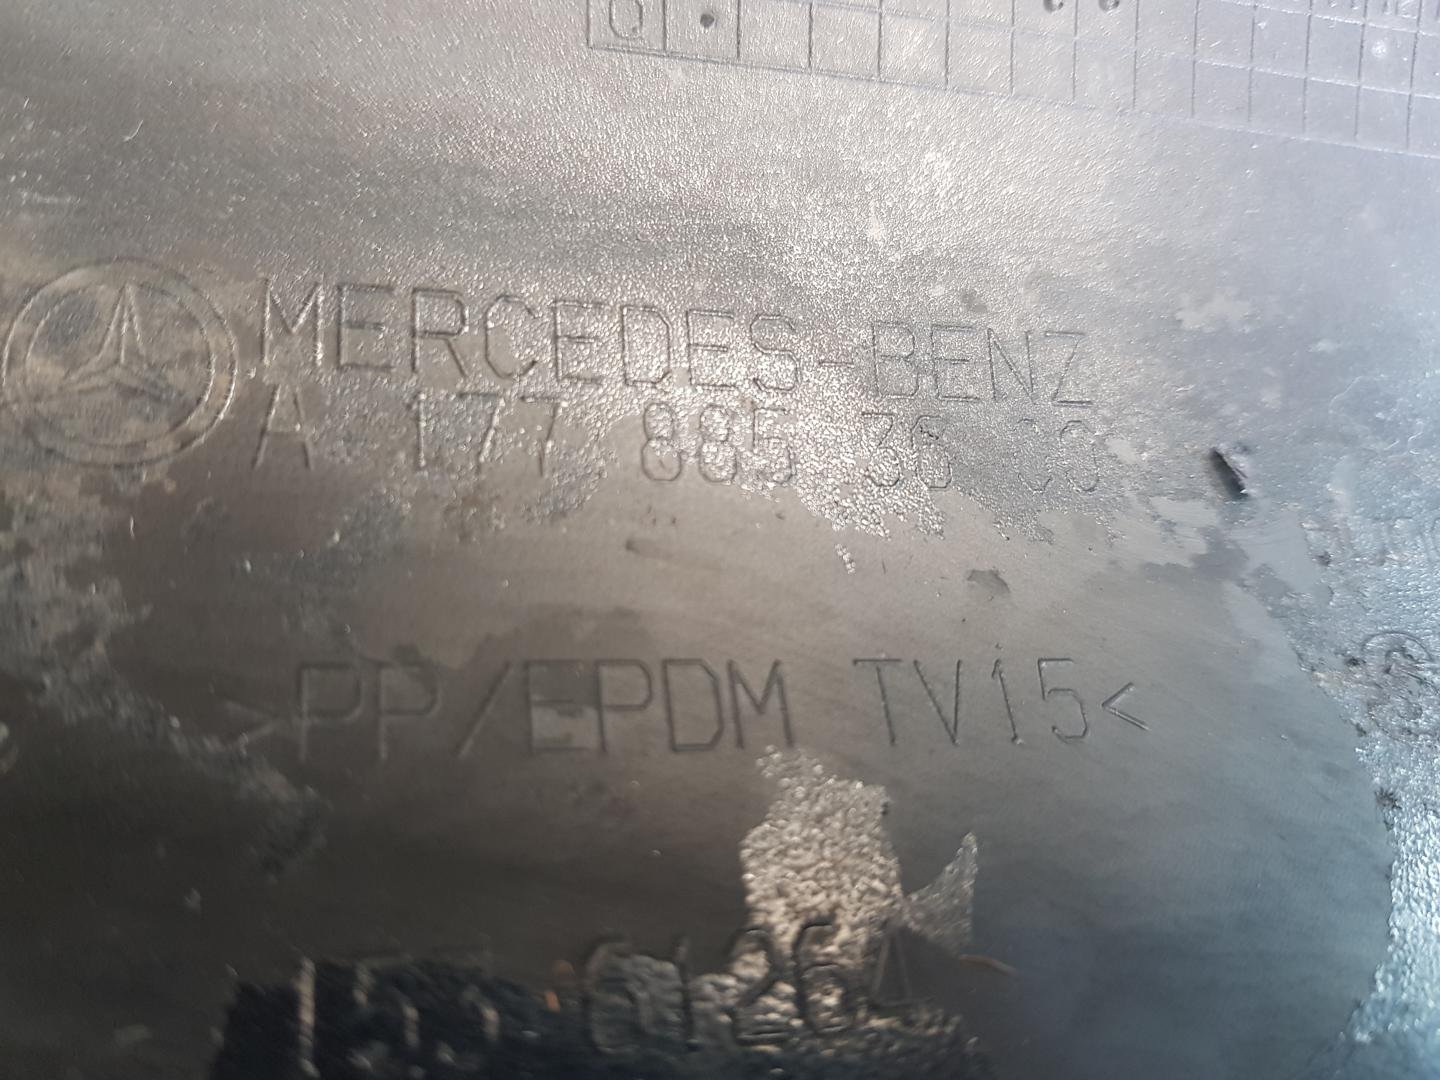 Q
MERCEDES-BENZ
A 177 885 36 00
>PP/EPDM TV15<